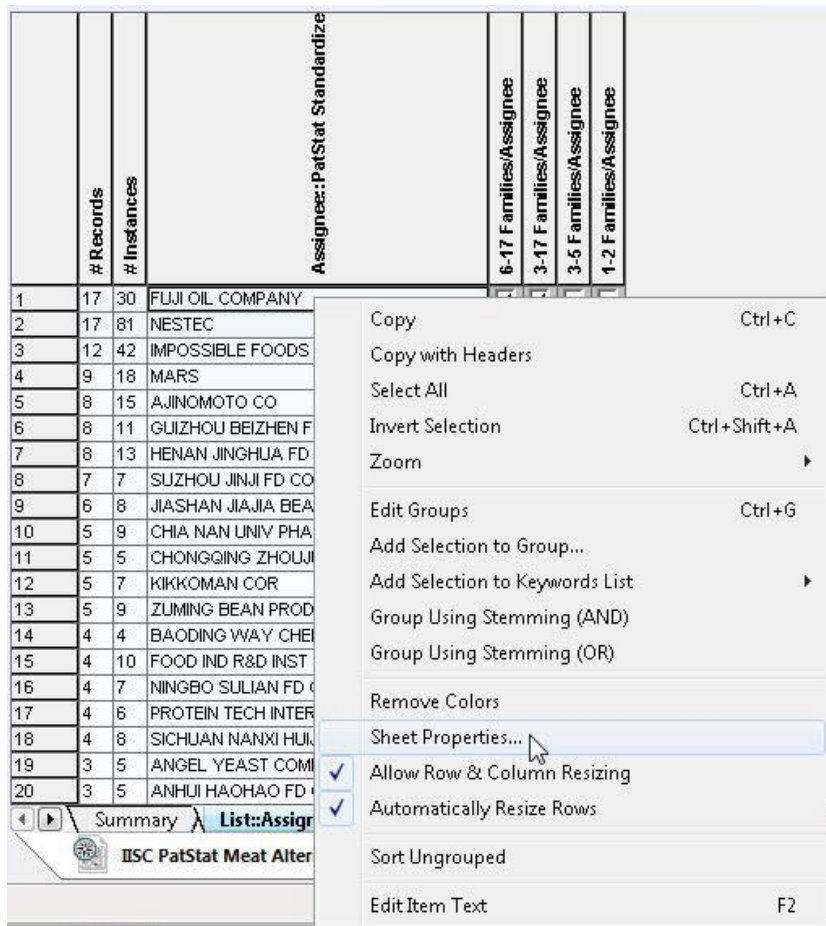 # Records
# Instances
Assignee::PatStat Standardize
6-17 Families/Assignee
3-17 Families/Assignee
3-5 Families/Assignee
1-2 Families/Assignee
1 17 30 FUJI OIL COMPANY
2 17 81 NESTEC
3 12 42 IMPOSSIBLE FOODS
4 9 18 MARS
5 8 15 AJINOMOTO CO
6 8 11 GUIZHOU BEIZHEN F
7 8 13 HENAN JINGHUA FD
8 7 7 SUZHOU JINJI FD CO
9 6 8 JIASHAN JIAJIA BEA
10 5 9 CHIA NAN UNIV PHA
11 5 5 CHONGQING ZHOUJ
12 5 7 KIKKOMAN COR
13 5 9 ZUMING BEAN PROD
14 4 4 BAODING WAY CHE
15 4 10 FOOD IND R&D INST
16 4 7 NINGBO SULIAN FD
17 4 6 PROTEIN TECH INTER
18 4 8 SICHUAN NANXI HUI
19 3 5 ANGEL YEAST COM
20 3 5 ANHUI HAOHAO FD
Summary List::Assigr
IISC PatStat Meat Alter
Copy Ctrl+C
Copy with Headers
Select All Ctrl+A
Invert Selection Ctrl+Shift+A
Zoom
Edit Groups Ctrl+G
Add Selection to Group...
Add Selection to Keywords List
Group Using Stemming (AND)
Group Using Stemming (OR)
Remove Colors
Sheet Properties...
Allow Row & Column Resizing
Automatically Resize Rows
Sort Ungrouped
Edit Item Text F2